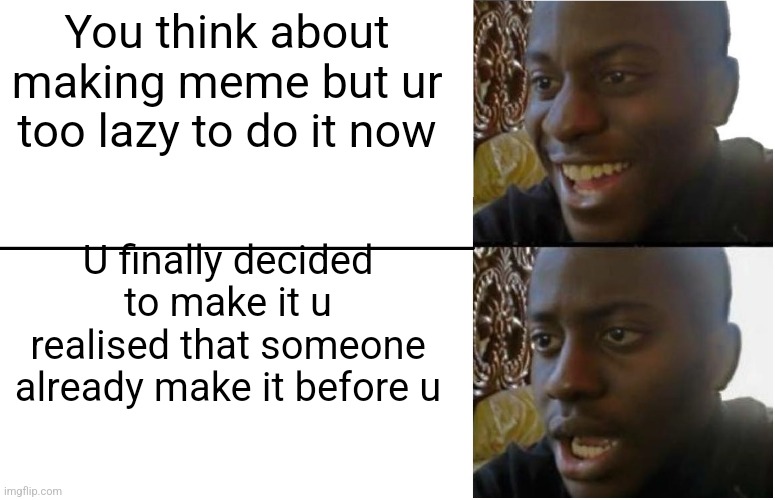 You think about
making meme but ur
too lazy to do it now
U finally decided
to make it u
realised that someone
already make it before u
imgflip.com